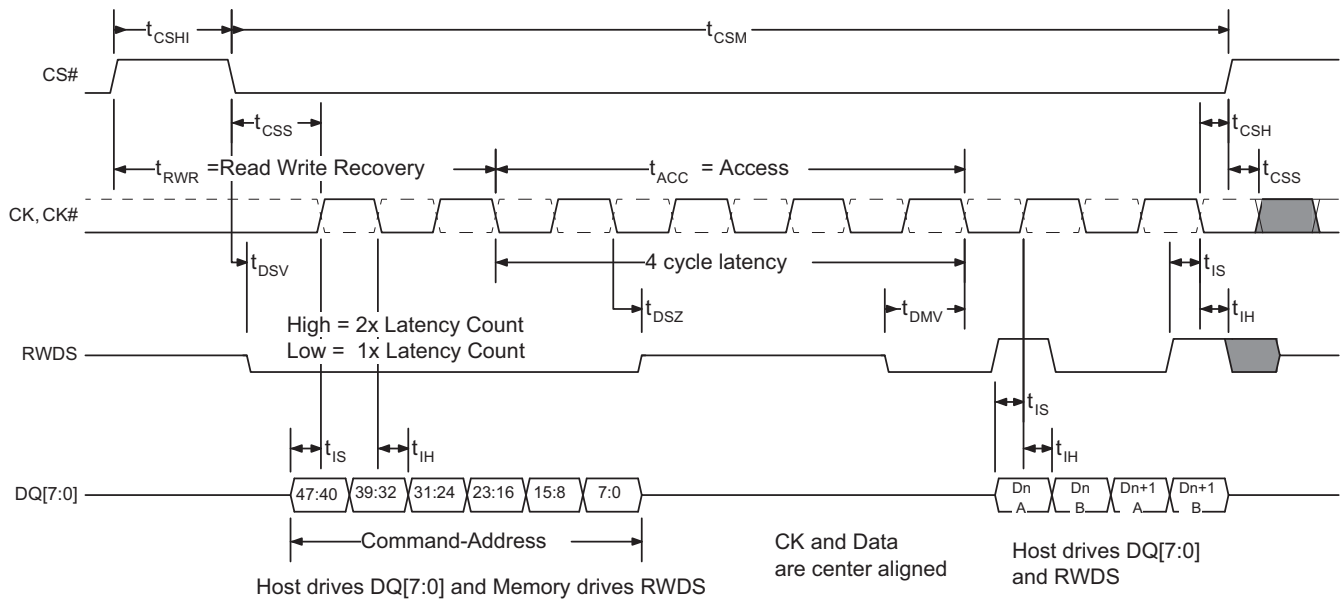 tCSHI
tCSM
CS#
tCSS
tCSH
tRWR =Read Write Recovery
tACC = Access
tCSS
CK, CK#
tDSV
4 cycle latency
tIS
tDSZ
tDMV
tIH
High = 2x Latency Count
Low = 1x Latency Count
RWDS
tIS
tIS
tIH
tIH
DQ[7:0]
47:40 39:32 31:24 23:16 15:8 7:0
Dn A
Dn B
Dn+1 A
Dn+1 B
Command-Address
CK and Data
are center aligned
Host drives DQ[7:0]
and RWDS
Host drives DQ[7:0] and Memory drives RWDS